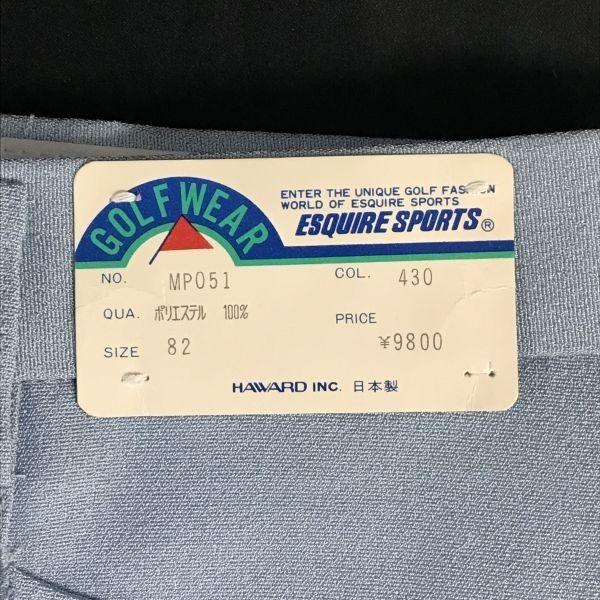 GOLFWEAR
ENTER THE UNIQUE GOLF FASHION
WORLD OF ESQUIRE SPORTS
ESQUIRE SPORTS®
NO. MP051
COL. 430
QUA. ポリエステル 100%
PRICE
SIZE 82
¥9800
HAWARD INC. 日本製